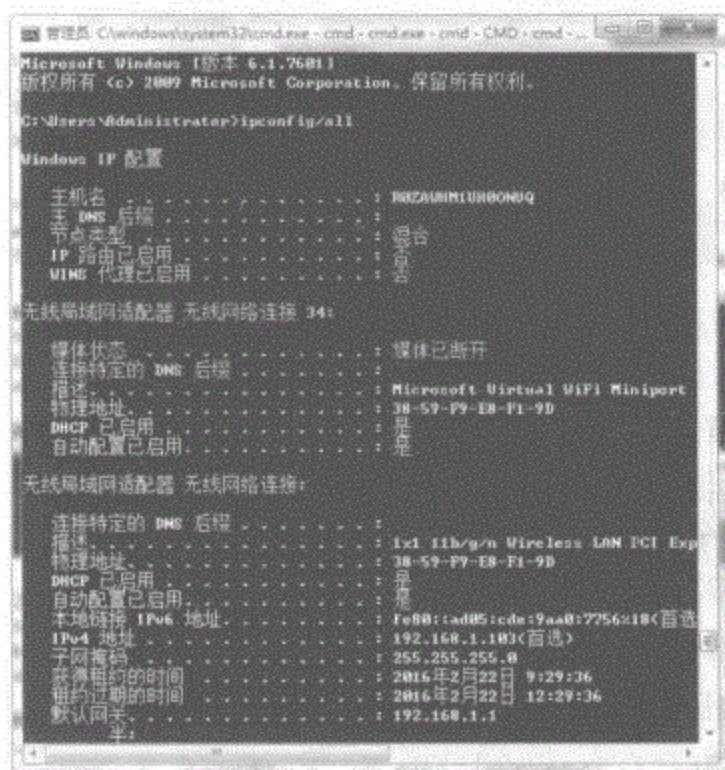 管理员: C:\windows\system32\cmd.exe - cmd - cmd.exe - cmd - CMD - cmd - ...
Microsoft Windows [版本 6.1.7601]
版权所有 (c) 2009 Microsoft Corporation。保留所有权利。
C:\Users\Administrator>ipconfig/all
Windows IP 配置
主机名 . . . . . . . . . . . . . :
主 DNS 后缀 . . . . . . . . . . . :
节点类型 . . . . . . . . . . . . : 混合
IP 路由已启用 . . . . . . . . . . : 否
WINS 代理已启用 . . . . . . . . . : 否
无线局域网适配器 无线网络连接 34:
媒体状态 . . . . . . . . . . . . : 媒体已断开
连接特定的 DNS 后缀 . . . . . . . :
描述. . . . . . . . . . . . . . . : Microsoft Virtual WiFi Miniport
物理地址. . . . . . . . . . . . . : 38-59-F9-E8-F1-9D
DHCP 已启用 . . . . . . . . . . . : 是
自动配置已启用. . . . . . . . . . : 是
无线局域网适配器 无线网络连接:
连接特定的 DNS 后缀 . . . . . . . :
描述. . . . . . . . . . . . . . . : 1x1 11b/g/n Wireless LAN PCI Exp
物理地址. . . . . . . . . . . . . : 38-59-F9-E8-F1-9D
DHCP 已启用 . . . . . . . . . . . : 是
自动配置已启用. . . . . . . . . . : 是
本地链接 IPv6 地址. . . . . . . . : fe80::ad05:cde:9aa0:7756%18(首选
IPv4 地址 . . . . . . . . . . . . : 192.168.1.103(首选)
子网掩码 . . . . . . . . . . . . : 255.255.255.0
获得租约的时间 . . . . . . . . . : 2016年2月22日 9:29:36
租约过期的时间 . . . . . . . . . : 2016年2月22日 12:29:36
默认网关. . . . . . . . . . . . . : 192.168.1.1
半: